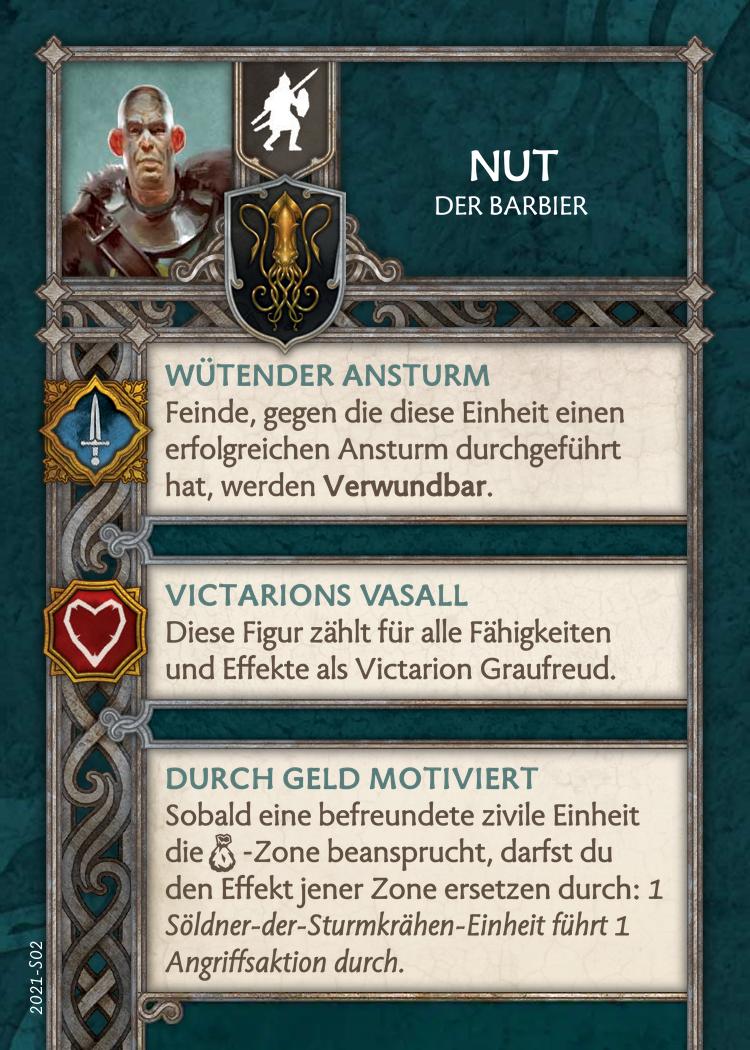 NUT
DER BARBIER
WÜTENDER ANSTURM
Feinde, gegen die diese Einheit einen
erfolgreichen Ansturm durchgeführt
hat, werden Verwundbar.
VICTARIONS VASALL
Diese Figur zählt für alle Fähigkeiten
und Effekte als Victarion Graufreud.
DURCH GELD MOTIVIERT
Sobald eine befreundete zivile Einheit
die -Zone beansprucht, darfst du
den Effekt jener Zone ersetzen durch: 1
Söldner-der-Sturmkrähen-Einheit führt 1
Angriffsaktion durch.
2021-S02